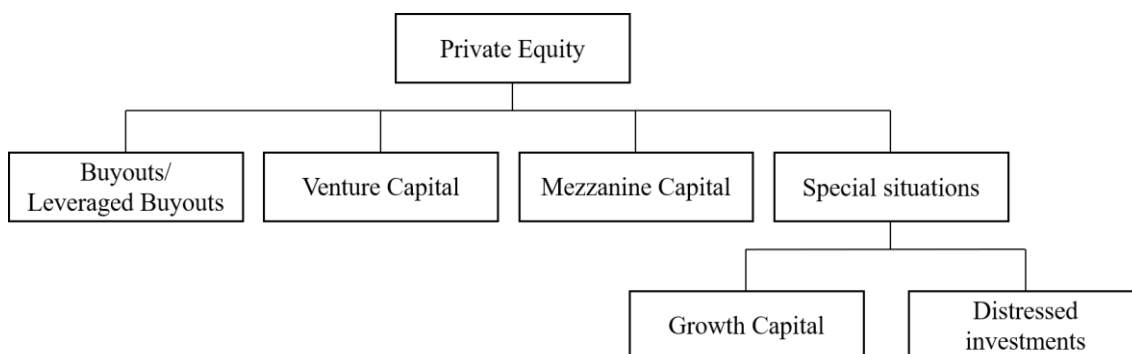 Private Equity
Buyouts/
Leveraged Buyouts
Venture Capital
Mezzanine Capital
Special situations
Growth Capital
Distressed
investments